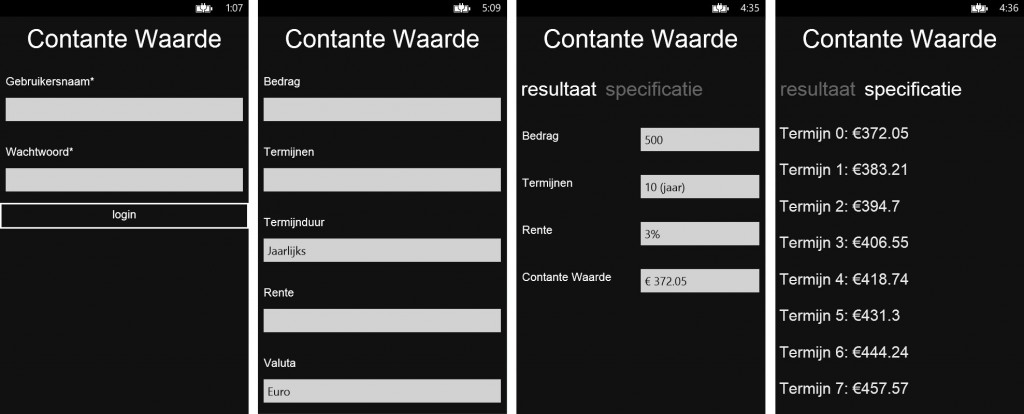 1:07
Contante Waarde
Gebruikersnaam*
Wachtwoord*
login
5:09
Contante Waarde
Bedrag
Termijnen
Termijnduur
Jaarlijks
Rente
Valuta
Euro
4:35
Contante Waarde
resultaat specificatie
Bedrag 500
Termijnen 10 (jaar)
Rente 3%
Contante Waarde € 372.05
4:36
Contante Waarde
resultaat specificatie
Termijn 0: €372.05
Termijn 1: €383.21
Termijn 2: €394.7
Termijn 3: €406.55
Termijn 4: €418.74
Termijn 5: €431.3
Termijn 6: €444.24
Termijn 7: €457.57